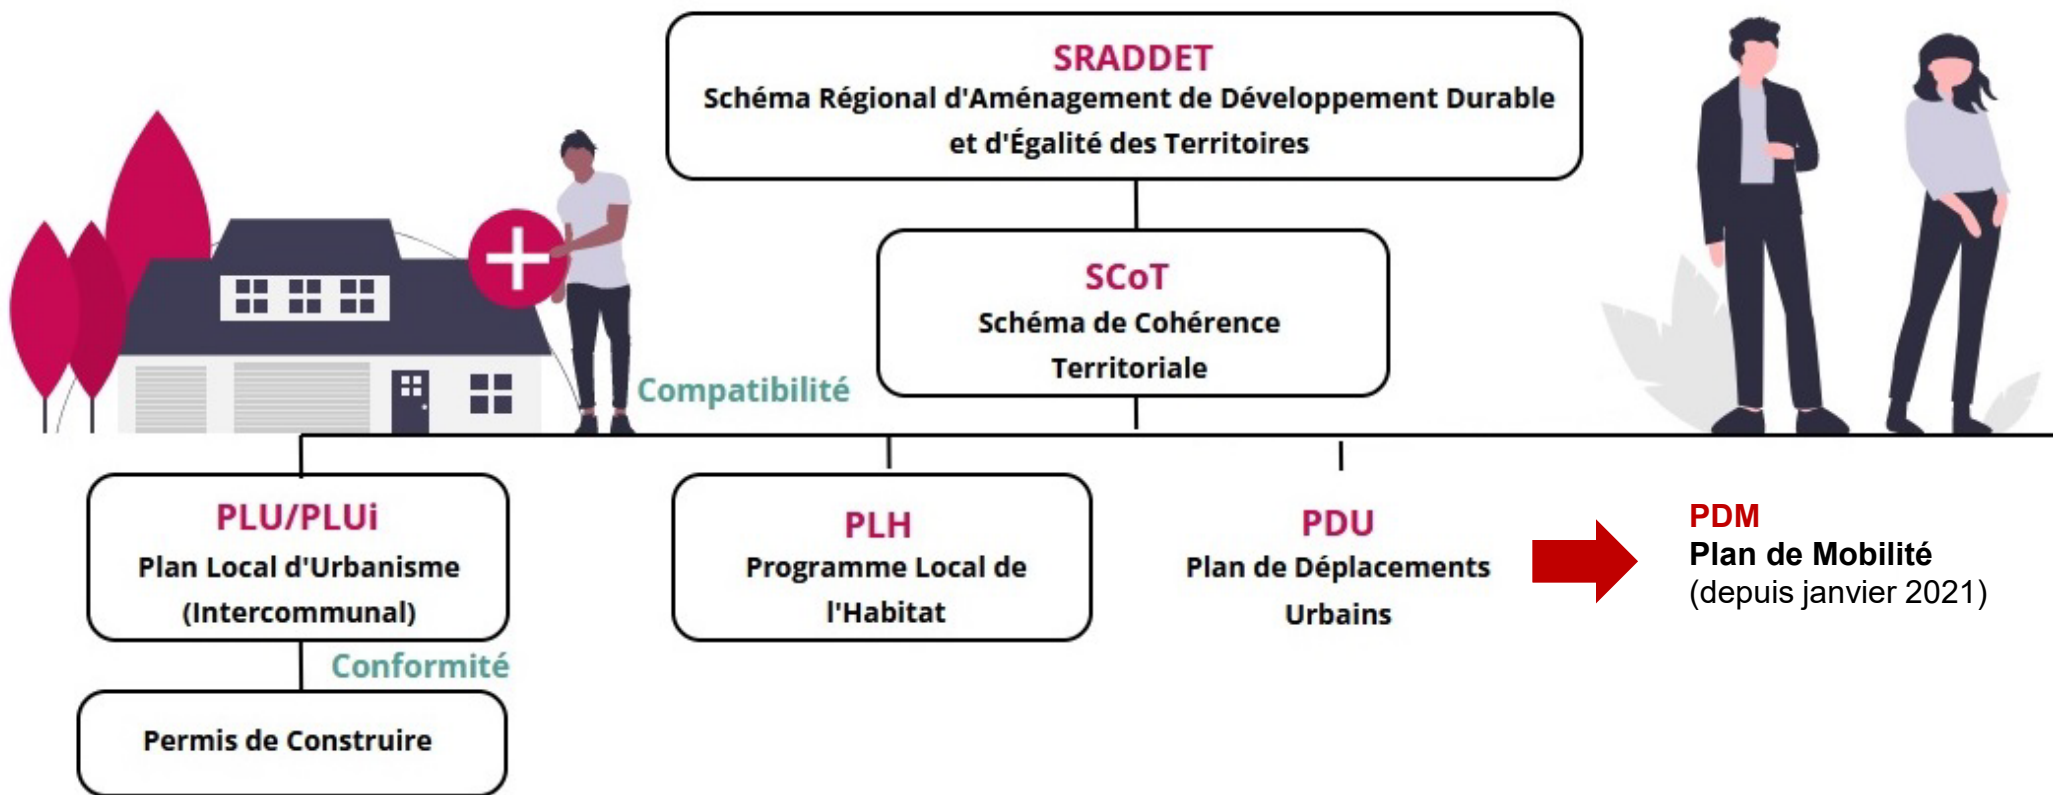 SRADDET
Schéma Régional d'Aménagement de Développement Durable
et d'Égalité des Territoires
SCoT
Schéma de Cohérence
Territoriale
Compatibilité
PLU/PLUi
Plan Local d'Urbanisme
(Intercommunal)
PLH
Programme Local de
l'Habitat
PDU
Plan de Déplacements
Urbains
PDM
Plan de Mobilité
(depuis janvier 2021)
Conformité
Permis de Construire